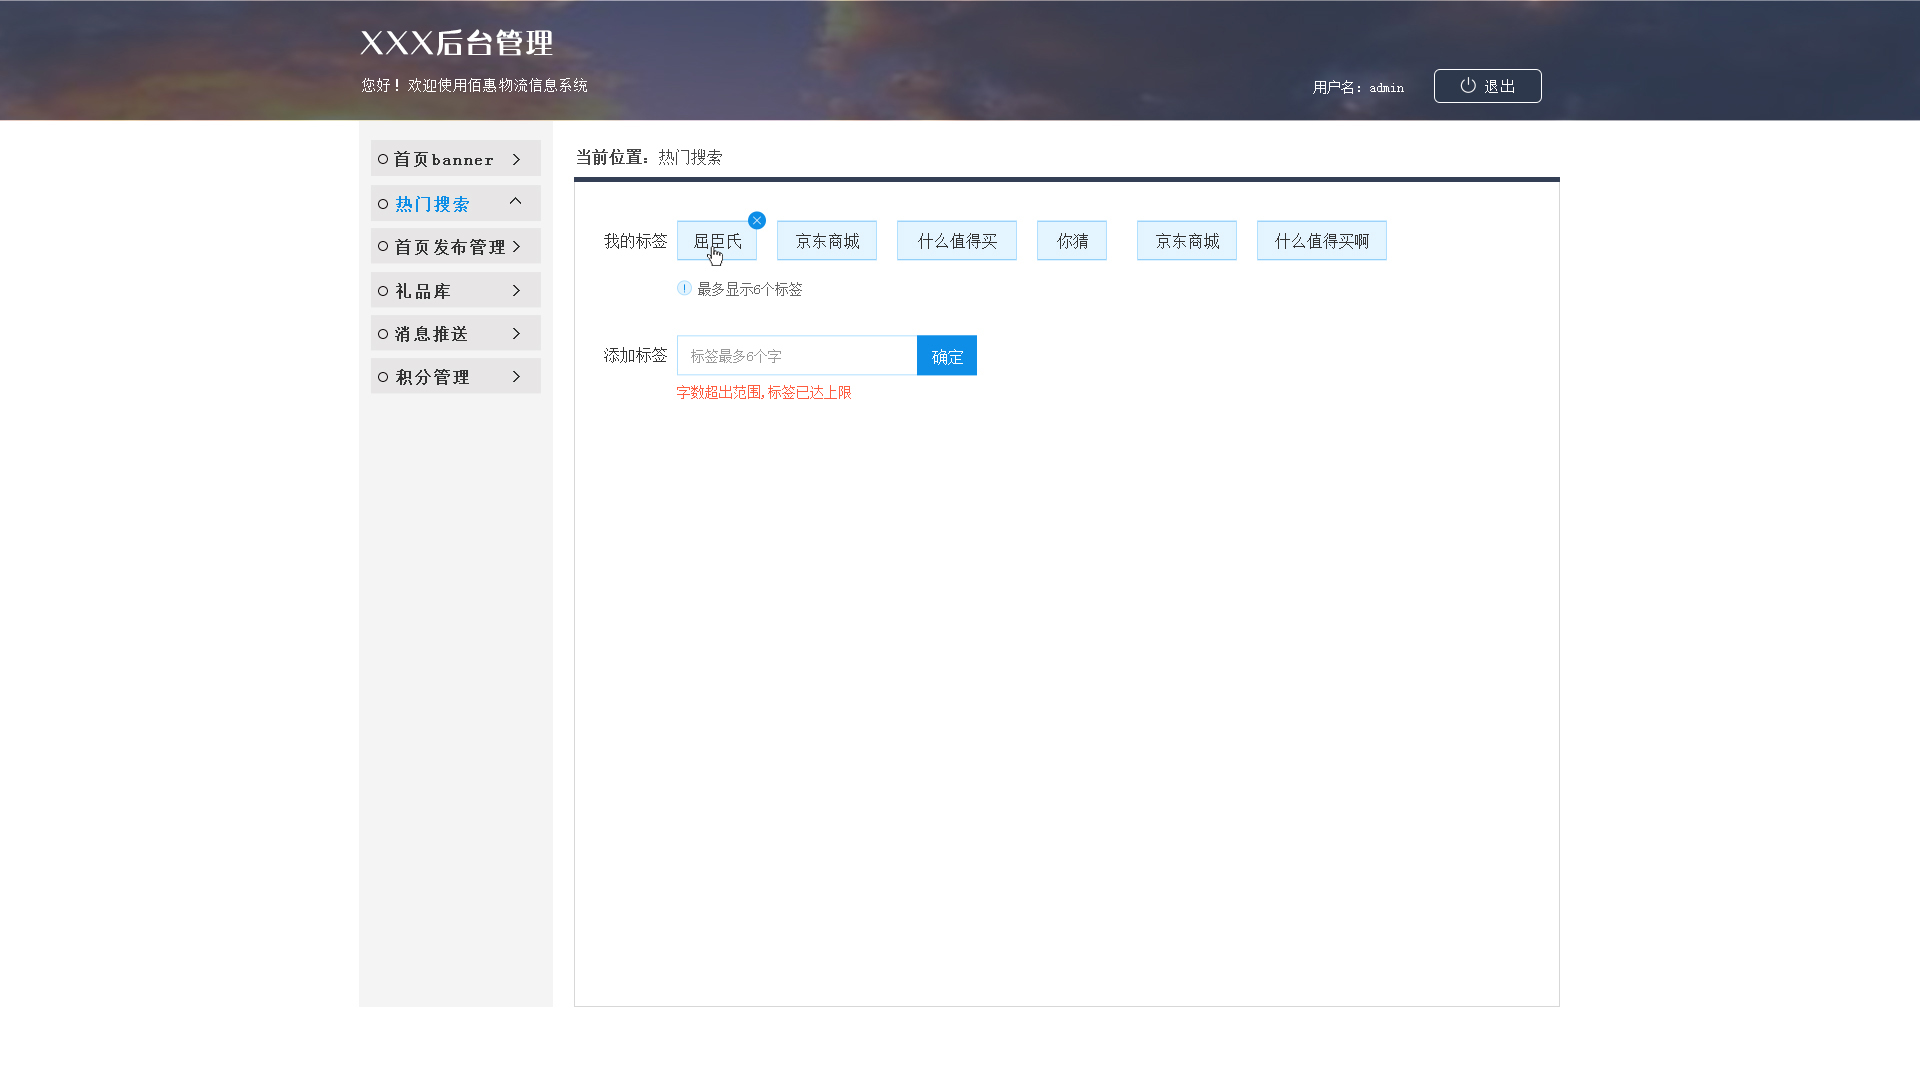 XXX后台管理
您好！欢迎使用佰惠物流信息系统
用户名：admin
退出
首页banner
热门搜索
首页发布管理
礼品库
消息推送
积分管理
当前位置：热门搜索
我的标签 屈臣氏 京东商城 什么值得买 你猜 京东商城 什么值得买啊
最多显示6个标签
添加标签 标签最多6个字 确定
字数超出范围,标签已达上限